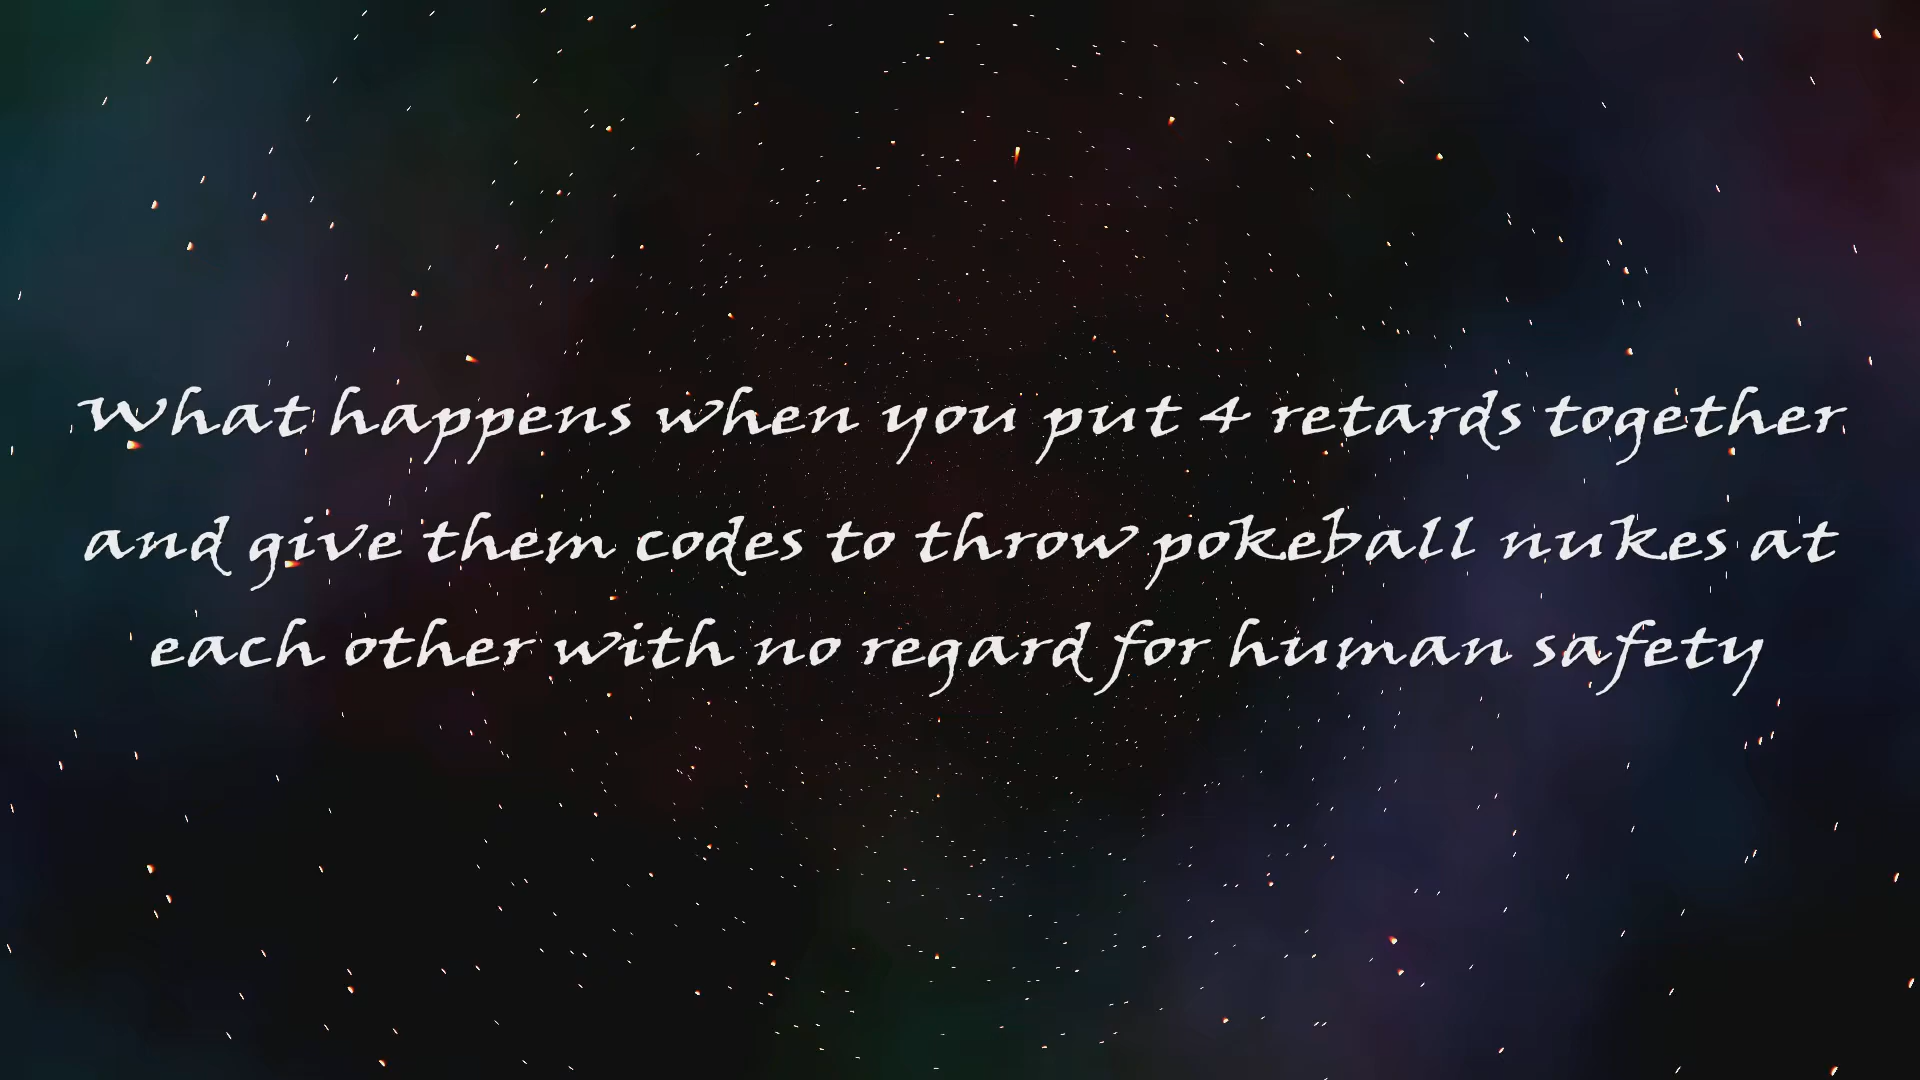 What happens when you put 4 retards together
and give them codes to throw pokeball nukes at
each other with no regard for human safety